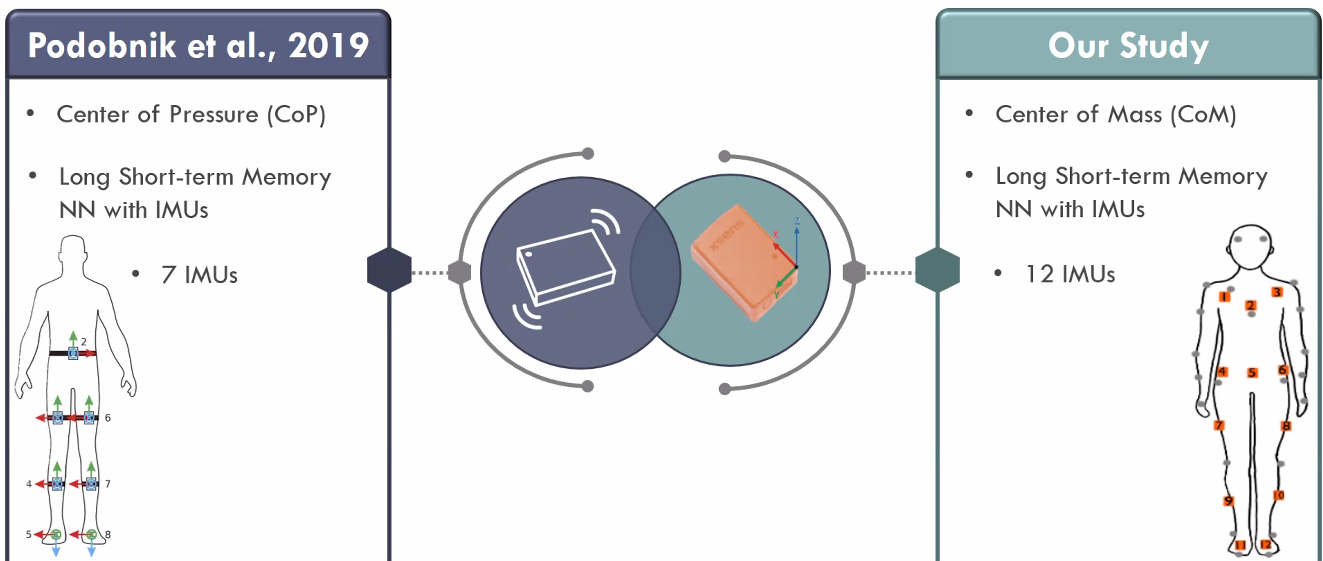 Podobnik et al., 2019
• Center of Pressure (CoP)
• Long Short-term Memory
NN with IMUs
• 7 IMUs
2
6
4
7
5
8
X
Z
Y
Our Study
• Center of Mass (CoM)
• Long Short-term Memory
NN with IMUs
• 12 IMUs
1
2
3
4
5
6
7
8
9
10
11
12